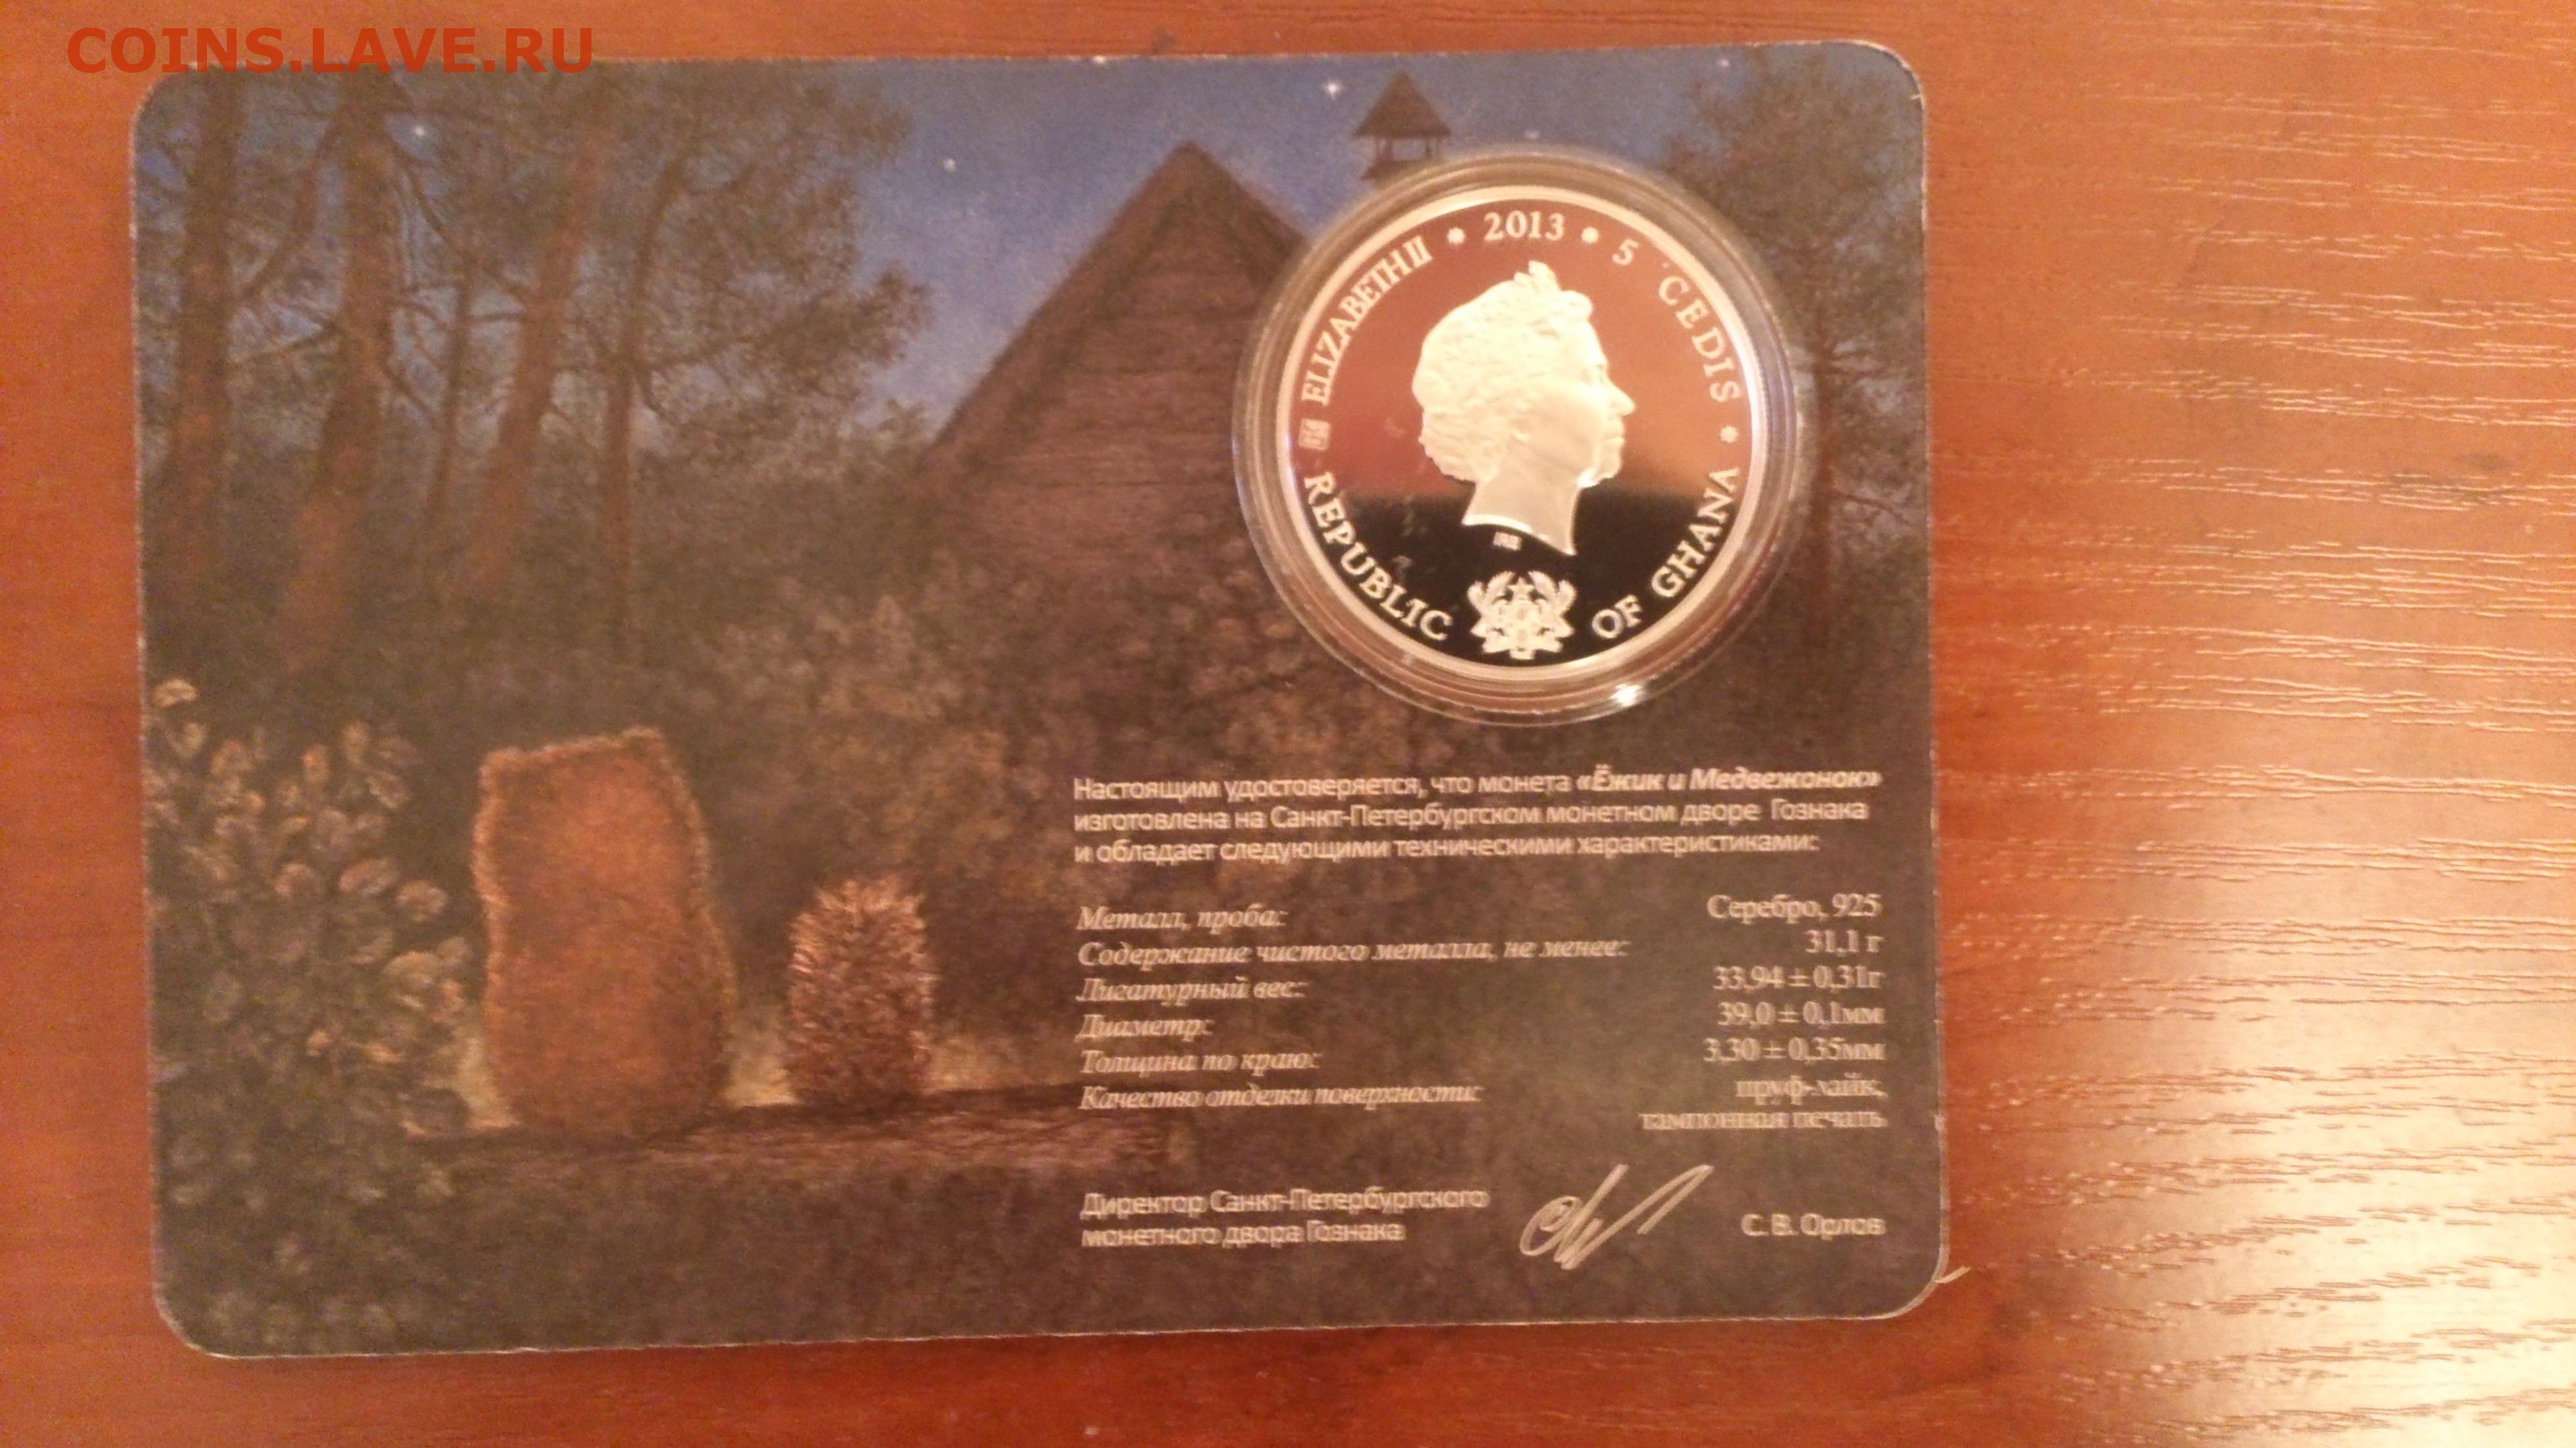 COINS.LAVE.RU
ELIZABETH II * 2013 * 5 CEDIS *
REPUBLIC OF GHANA
Настоящим удостоверяется, что монета «Ёжик и Медвежонок»
изготовлена на Санкт-Петербургском монетном дворе Гознака
и обладает следующими техническими характеристиками:
Металл, проба: Серебро, 925
Содержание чистого металла, не менее: 31,1 г
Лигатурный вес: 33,94 ± 0,31г
Диаметр: 39,0 ± 0,1мм
Толщина по краю: 3,30 ± 0,35мм
Качество отделки поверхности: пруф-лайк,
тампонная печать
Директор Санкт-Петербургского
монетного двора Гознака
С. В. Орлов